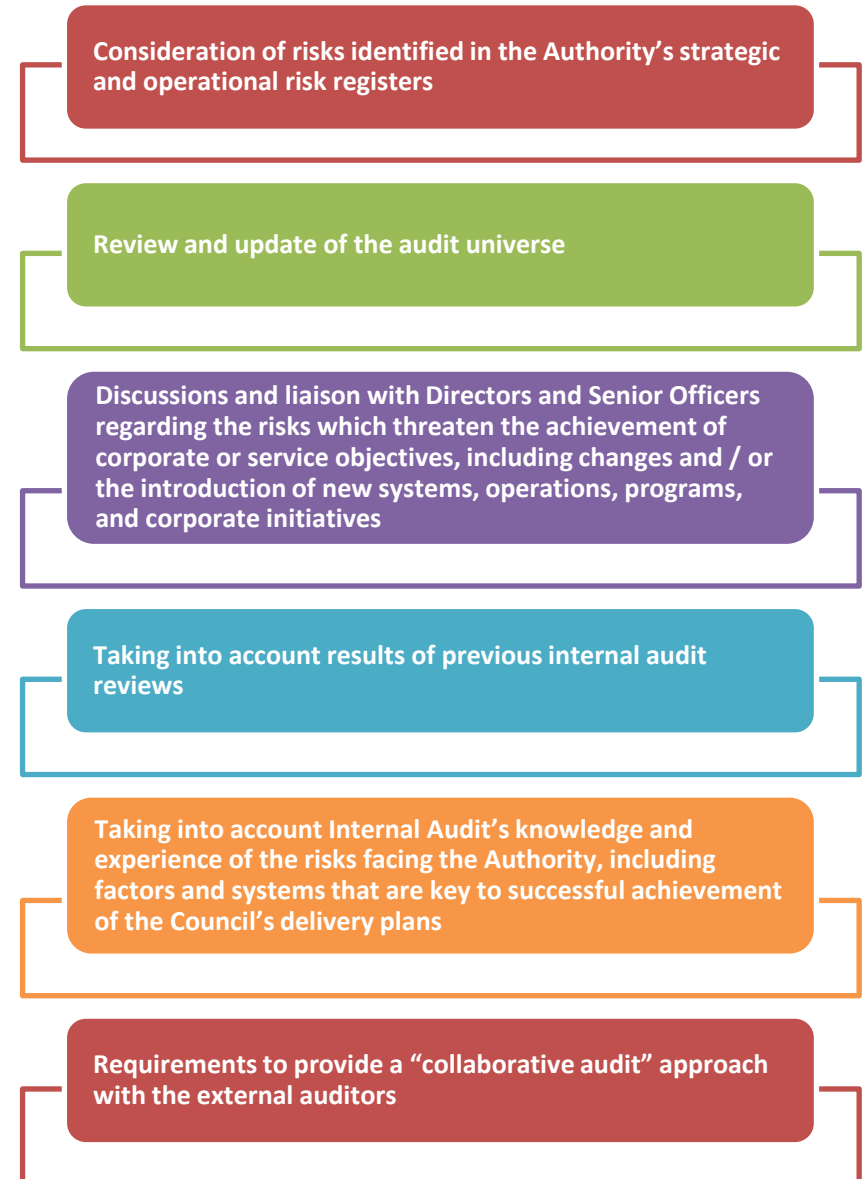 Consideration of risks identified in the Authority’s strategic
and operational risk registers
Review and update of the audit universe
Discussions and liaison with Directors and Senior Officers
regarding the risks which threaten the achievement of
corporate or service objectives, including changes and / or
the introduction of new systems, operations, programs,
and corporate initiatives
Taking into account results of previous internal audit
reviews
Taking into account Internal Audit’s knowledge and
experience of the risks facing the Authority, including
factors and systems that are key to successful achievement
of the Council’s delivery plans
Requirements to provide a “collaborative audit” approach
with the external auditors